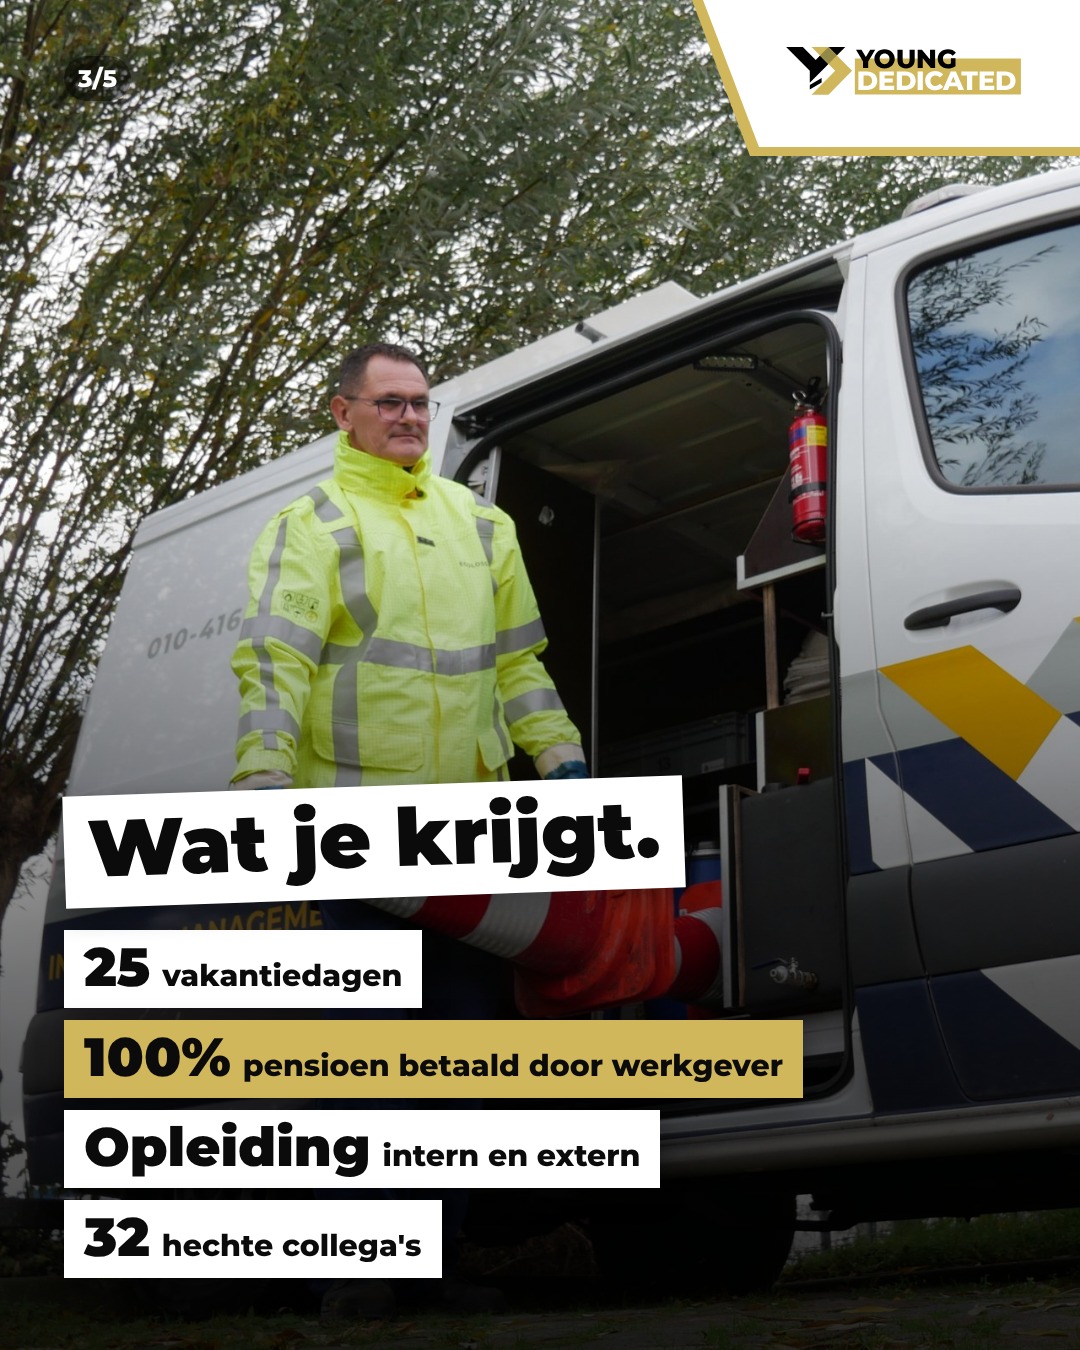 3/5
YOUNG
DEDICATED
010-416
Wat je krijgt.
25 vakantiedagen
100% pensioen betaald door werkgever
Opleiding intern en extern
32 hechte collega's